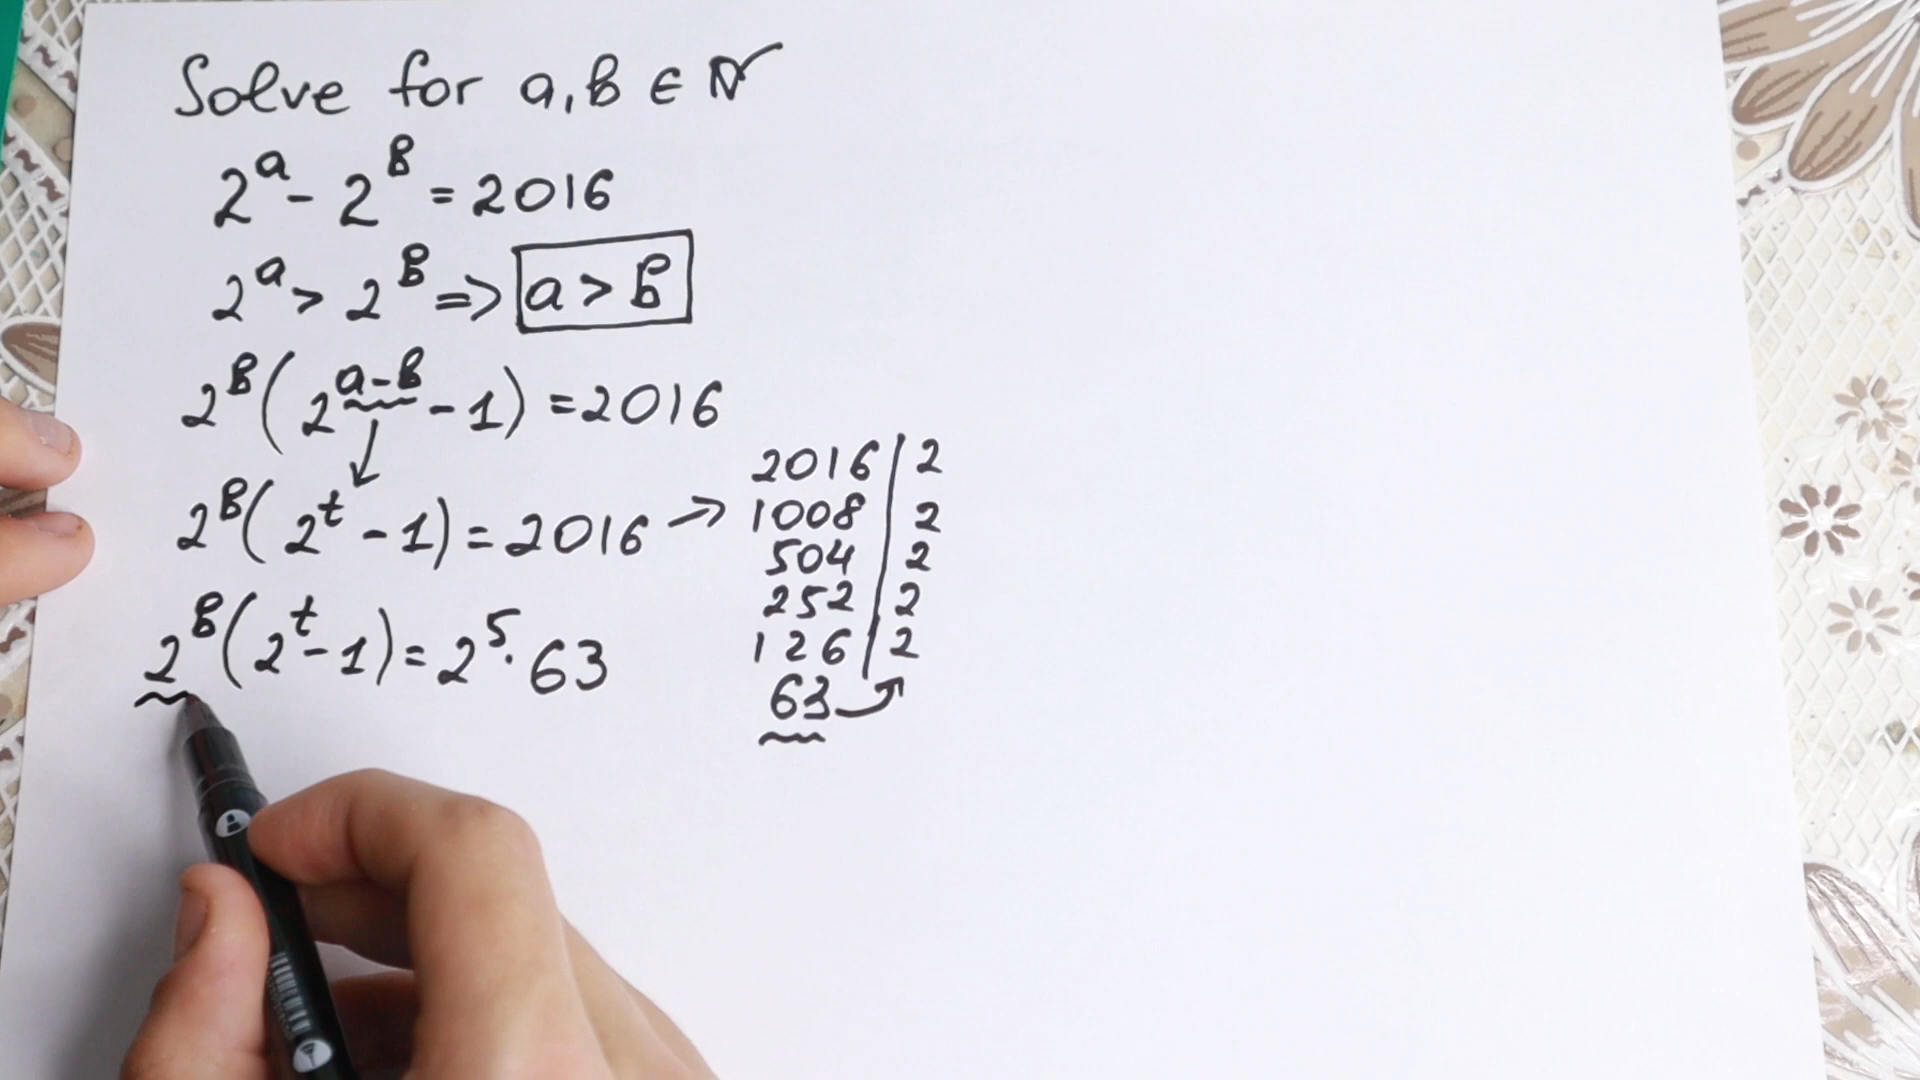 Solve for a, b ∈ ℕ
2^a - 2^b = 2016
2^a > 2^b => a > b
2^b(2^(a-b) - 1) = 2016
2^b(2^t - 1) = 2016 →
2^b(2^t - 1) = 2^5 · 63
2016 | 2
1008 | 2
504 | 2
252 | 2
126 | 2
63